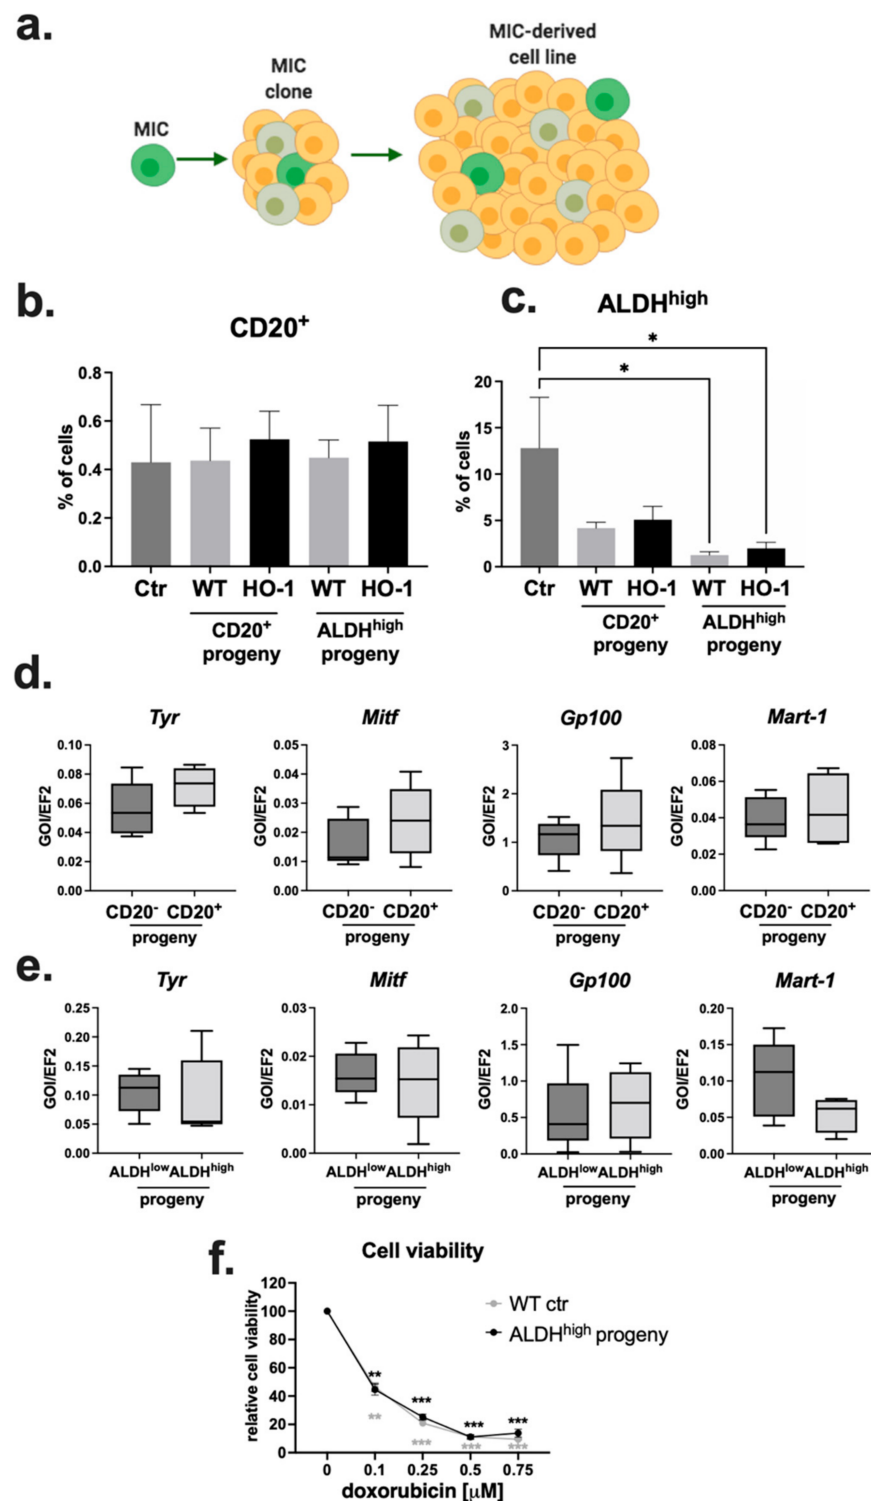 a.
MIC
MIC
clone
MIC-derived
cell line
b.
CD20+
% of cells
0.8
0.6
0.4
0.2
0.0
Ctr WT HO-1 WT HO-1
CD20+
progeny
ALDHhigh
progeny
c.
ALDHhigh
% of cells
20
15
10
5
0
*
*
Ctr WT HO-1 WT HO-1
CD20+
progeny
ALDHhigh
progeny
d.
Tyr
GOI/EF2
0.10
0.08
0.06
0.04
0.02
0.00
CD20- CD20+
progeny
Mitf
GOI/EF2
0.05
0.04
0.03
0.02
0.01
0.00
CD20- CD20+
progeny
Gp100
GOI/EF2
3
2
1
0
CD20- CD20+
progeny
Mart-1
GOI/EF2
0.08
0.06
0.04
0.02
0.00
CD20- CD20+
progeny
e.
Tyr
GOI/EF2
0.25
0.20
0.15
0.10
0.05
0.00
ALDHlow ALDHhigh
progeny
Mitf
GOI/EF2
0.03
0.02
0.01
0.00
ALDHlow ALDHhigh
progeny
Gp100
GOI/EF2
2.0
1.5
1.0
0.5
0.0
ALDHlow ALDHhigh
progeny
Mart-1
GOI/EF2
0.20
0.15
0.10
0.05
0.00
ALDHlow ALDHhigh
progeny
f.
Cell viability
relative cell viability
120
100
80
60
40
20
0
** *** *** ***
** *** *** ***
0 0.1 0.25 0.5 0.75
doxorubicin [μM]
WT ctr
ALDHhigh progeny